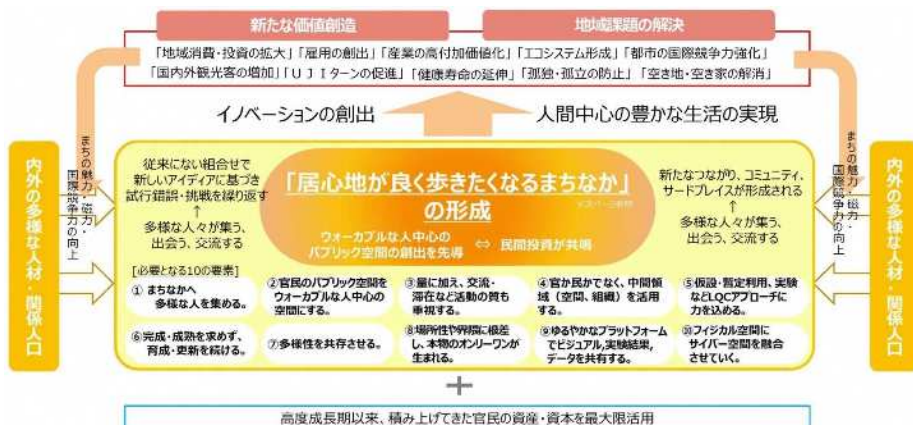 新たな価値創造
地域課題の解決
「地域消費・投資の拡大」「雇用の創出」「産業の高付加価値化」「エコシステム形成」「都市の国際競争力強化」
「国内外観光客の増加」「ＵＪＩターンの促進」「健康寿命の延伸」「孤独・孤立の防止」「空き地・空き家の解消」
イノベーションの創出
人間中心の豊かな生活の実現
まちの魅力・磁力・
国際競争力の向上
内外の多様な人材・関係人口
従来にない組合せで
新しいアイディアに基づき
試行錯誤・挑戦を繰り返す
↑
多様な人々が集う、
出会う、交流する
「居心地が良く歩きたくなるまちなか」
の形成
ウォーカブルな人中心の
パブリック空間の創出を先導
⇔ 民間投資が共鳴
新たなつながり、コミュニティ、
サードプレイスが形成される
↑
多様な人々が集う、
出会う、交流する
まちの魅力・磁力・
国際競争力の向上
内外の多様な人材・関係人口
[必要となる10の要素]
① まちなかへ
多様な人を集める。
②官民のパブリック空間を
ウォーカブルな人中心の
空間にする。
③量に加え、交流・
滞在など活動の質も
重視する。
④官か民かでなく、中間領
域（空間、組織）を活用す
る。
⑤仮設・暫定利用、実験
などLQCアプローチに
力を込める。
⑥完成・成熟を求めず、
育成・更新を続ける。
⑦多様性を共存させる。
⑧場所性や界隈に根差
し、本物のオンリーワンが
生まれる。
⑨ゆるやかなプラットフォーム
でビジュアル,実験結果,
データを共有する。
⑩フィジカル空間に
サイバー空間を融合
させていく。
＋
高度成長期以来、積み上げてきた官民の資産・資本を最大限活用